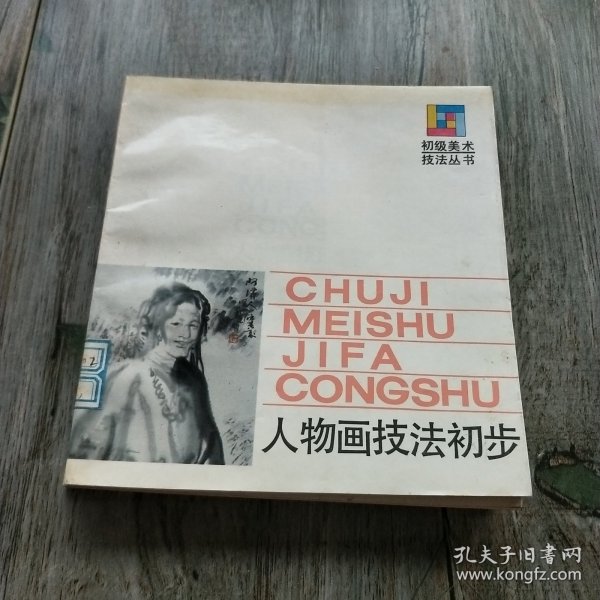 初级美术
技法丛书
CHUJI
MEISHU
JIFA
CONGSHU
人物画技法初步
孔夫子旧书网
www.kongfz.com